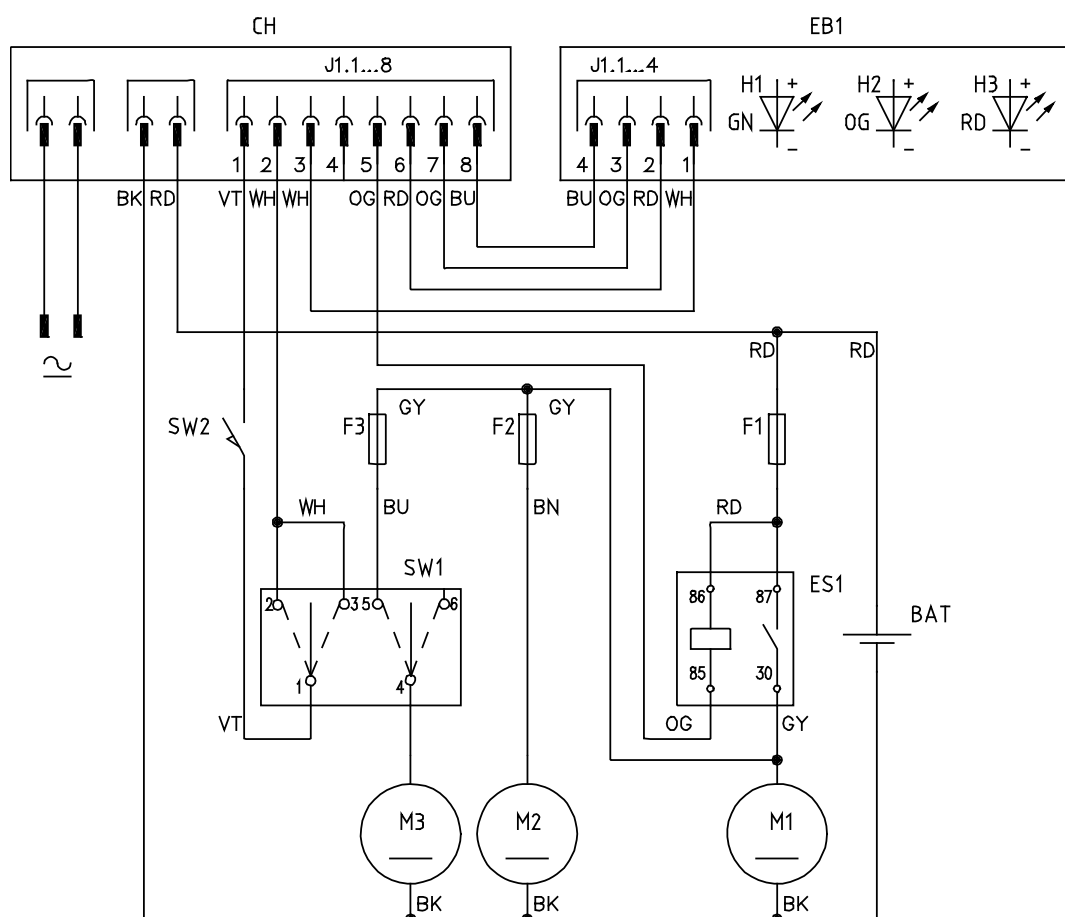 CH EB1
J1.1...8 J1.1...4 H1 + H2 + H3 +
GN OG RD
- - -
1 2 3 4 5 6 7 8 4 3 2 1
BK RD VT WH WH OG RD OG BU BU OG RD WH
RD RD
GY GY
SW2 F3 F2 F1
WH BU BN RD
SW1 ES1
2 3 5 6 86 87
BAT
1 4 85 30
VT OG GY
M3 M2 M1
BK BK BK